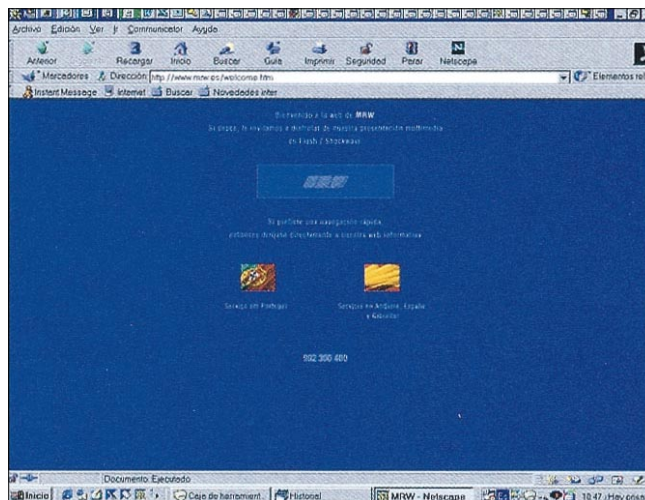 Archivo Edición Ver Ir Communicator Ayuda
Anterior Recargar Inicio Buscar Guía Imprimir Seguridad Parar Netscape
Marcadores Dirección http://www.mrw.es/welcome.htm Elementos rel
Instant Message Internet Buscar Novedades inter
Bienvenido a la web de MRW
Si desea, le invitamos a disfrutar de nuestra presentación multimedia
en Flash / Shockwave
MRW
Si prefiere una navegación rápida,
entonces diríjase directamente a nuestra web informativa
Serviço em Portugal
Servicios en Andorra, España
y Gibraltar
902 300 400
Documento: Ejecutado
Inicio Caja de herramient... Historial MRW - Netscape 10:47